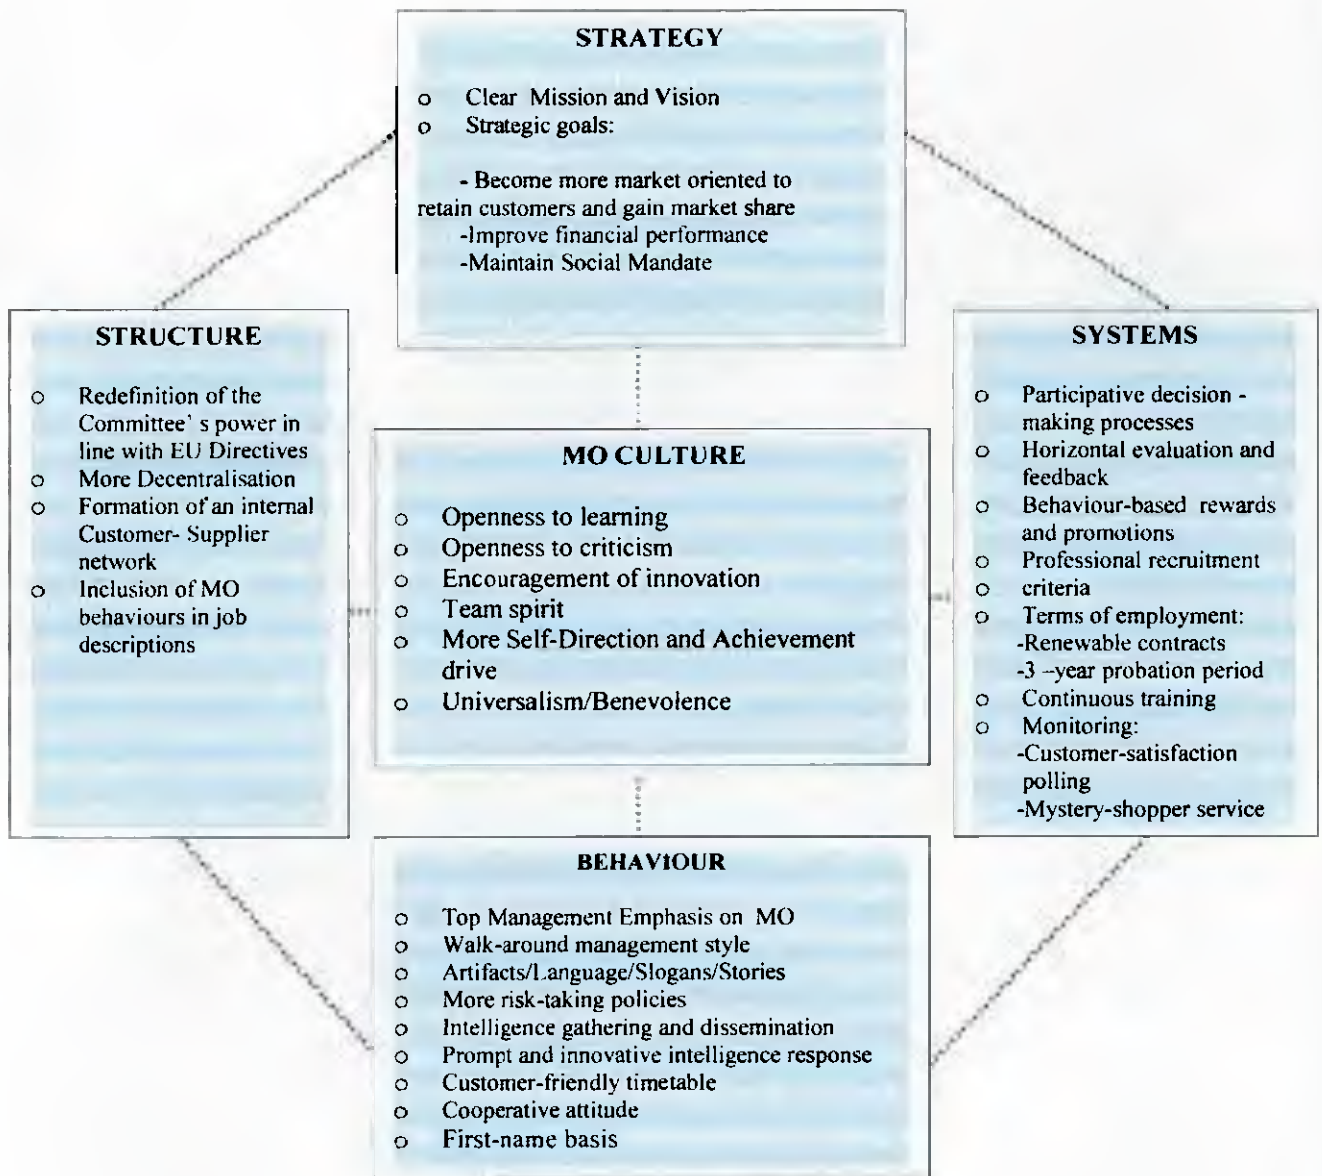 STRATEGY
o Clear Mission and Vision
o Strategic goals:
- Become more market oriented to
retain customers and gain market share
-Improve financial performance
-Maintain Social Mandate
STRUCTURE
o Redefinition of the
Committee' s power in
line with EU Directives
o More Decentralisation
o Formation of an internal
Customer- Supplier
network
o Inclusion of MO
behaviours in job
descriptions
MO CULTURE
o Openness to learning
o Openness to criticism
o Encouragement of innovation
o Team spirit
o More Self-Direction and Achievement
drive
o Universalism/Benevolence
SYSTEMS
o Participative decision -
making processes
o Horizontal evaluation and
feedback
o Behaviour-based rewards
and promotions
o Professional recruitment
o criteria
o Terms of employment:
-Renewable contracts
-3 –year probation period
o Continuous training
o Monitoring:
-Customer-satisfaction
polling
-Mystery-shopper service
BEHAVIOUR
o Top Management Emphasis on MO
o Walk-around management style
o Artifacts/Language/Slogans/Stories
o More risk-taking policies
o Intelligence gathering and dissemination
o Prompt and innovative intelligence response
o Customer-friendly timetable
o Cooperative attitude
o First-name basis